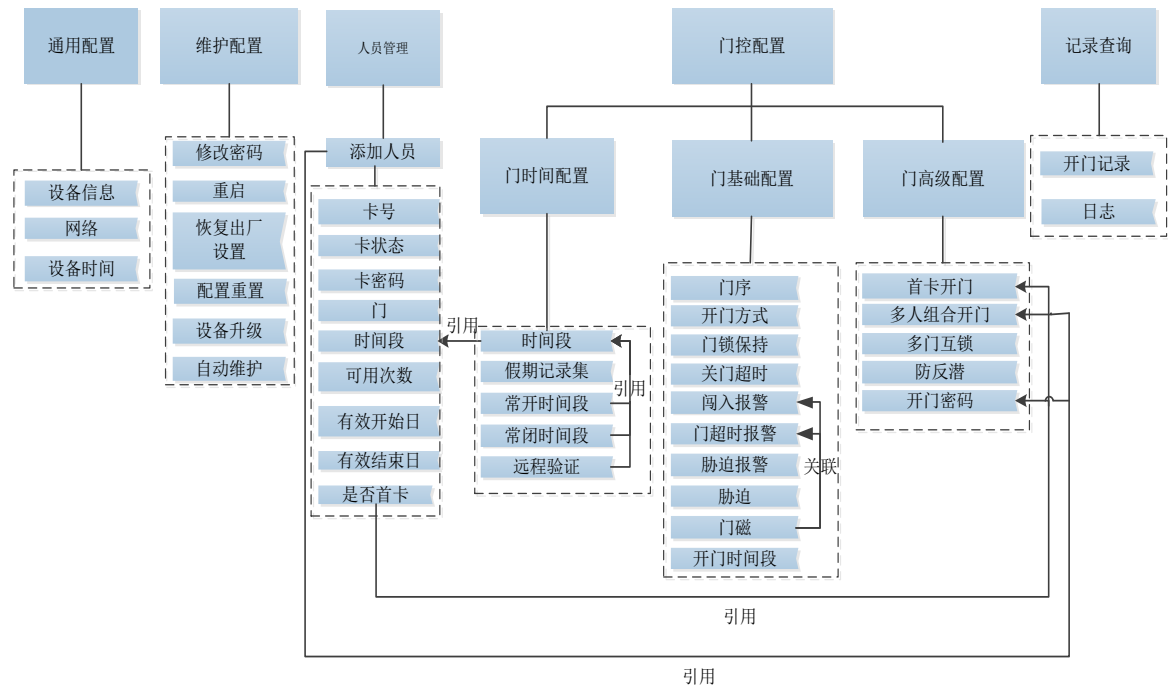 通用配置
维护配置
人员管理
门控配置
记录查询
设备信息
网络
设备时间
修改密码
重启
恢复出厂
设置
配置重置
设备升级
自动维护
添加人员
卡号
卡状态
卡密码
门
时间段
可用次数
有效开始日
有效结束日
是否首卡
引用
门时间配置
时间段
假期记录集
常开时间段
常闭时间段
远程验证
引用
门基础配置
门序
开门方式
门锁保持
关门超时
闯入报警
门超时报警
胁迫报警
胁迫
门磁
开门时间段
关联
门高级配置
首卡开门
多人组合开门
多门互锁
防反潜
开门密码
开门记录
日志
引用
引用